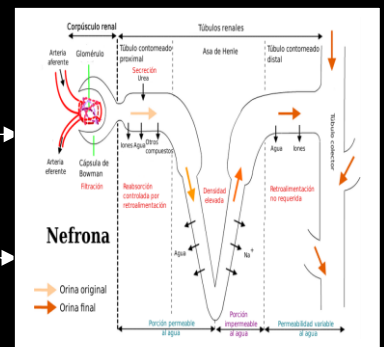 Corpúsculo renal
Túbulos renales
Arteria
aferente
Glomérulo
Túbulo contorneado
proximal
Asa de Henle
Túbulo contorneado
distal
Secreción
Urea
Iones Agua Otros
compuestos
Agua Iones
Túbulo colector
Arteria
eferente
Cápsula de
Bowman
Filtración
Reabsorción
controlada por
retroalimentación
Densidad
elevada
Retroalimentación
no requerida
Nefrona
Agua
Na+
Orina original
Orina final
Porción permeable
al agua
Porción
impermeable
al agua
Permeabilidad variable
al agua